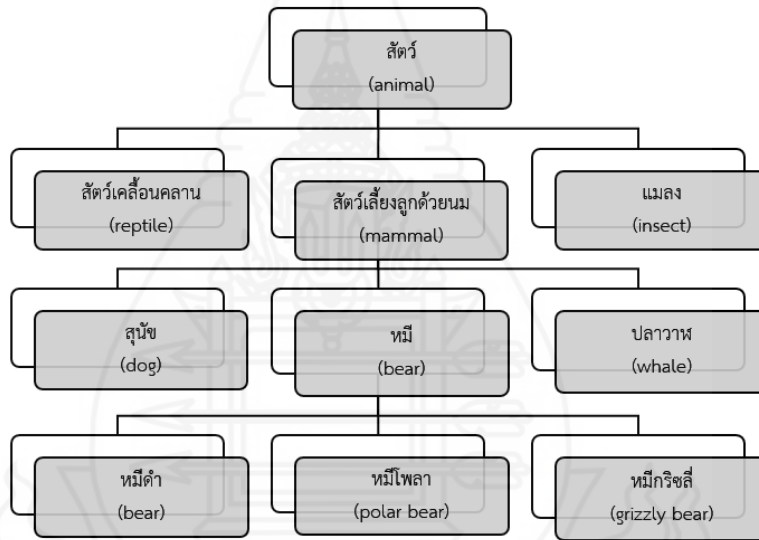 สัตว์
(animal)
สัตว์เคลื้อนคลาน
(reptile)
สัตว์เลี้ยงลูกด้วยนม
(mammal)
แมลง
(insect)
สุนัข
(dog)
หมี
(bear)
ปลาวาฬ
(whale)
หมีดำ
(bear)
หมีโพลา
(polar bear)
หมีกริซลี่
(grizzly bear)